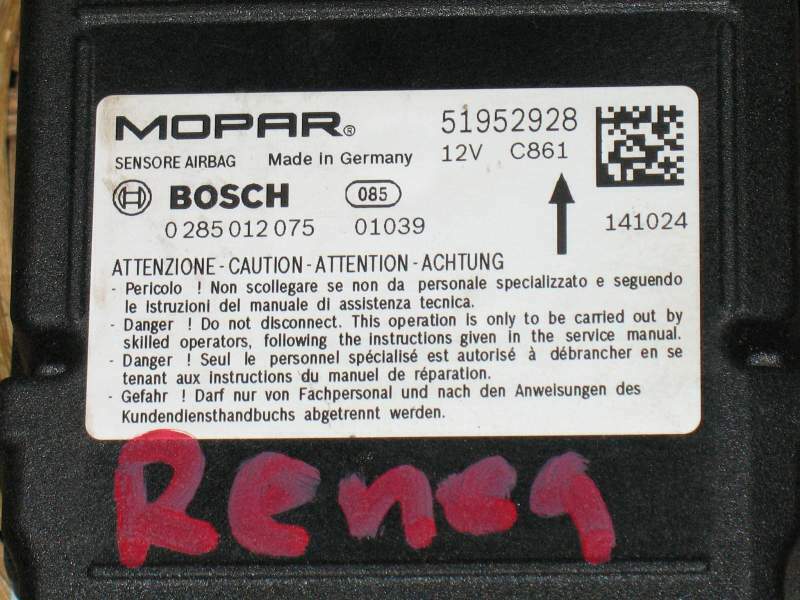 MOPAR® 51952928
SENSORE AIRBAG Made in Germany 12V C861
BOSCH 085
0 285 012 075 01039 141024
ATTENZIONE - CAUTION - ATTENTION - ACHTUNG
- Pericolo ! Non scollegare se non da personale specializzato e seguendo
le istruzioni del manuale di assistenza tecnica.
- Danger ! Do not disconnect. This operation is only to be carried out by
skilled operators, following the instructions given in the service manual.
- Danger ! Seul le personnel spécialisé est autorisé à débrancher en se
tenant aux instructions du manuel de réparation.
- Gefahr ! Darf nur von Fachpersonal und nach den Anweisungen des
Kundendiensthandbuchs abgetrennt werden.
Reneg